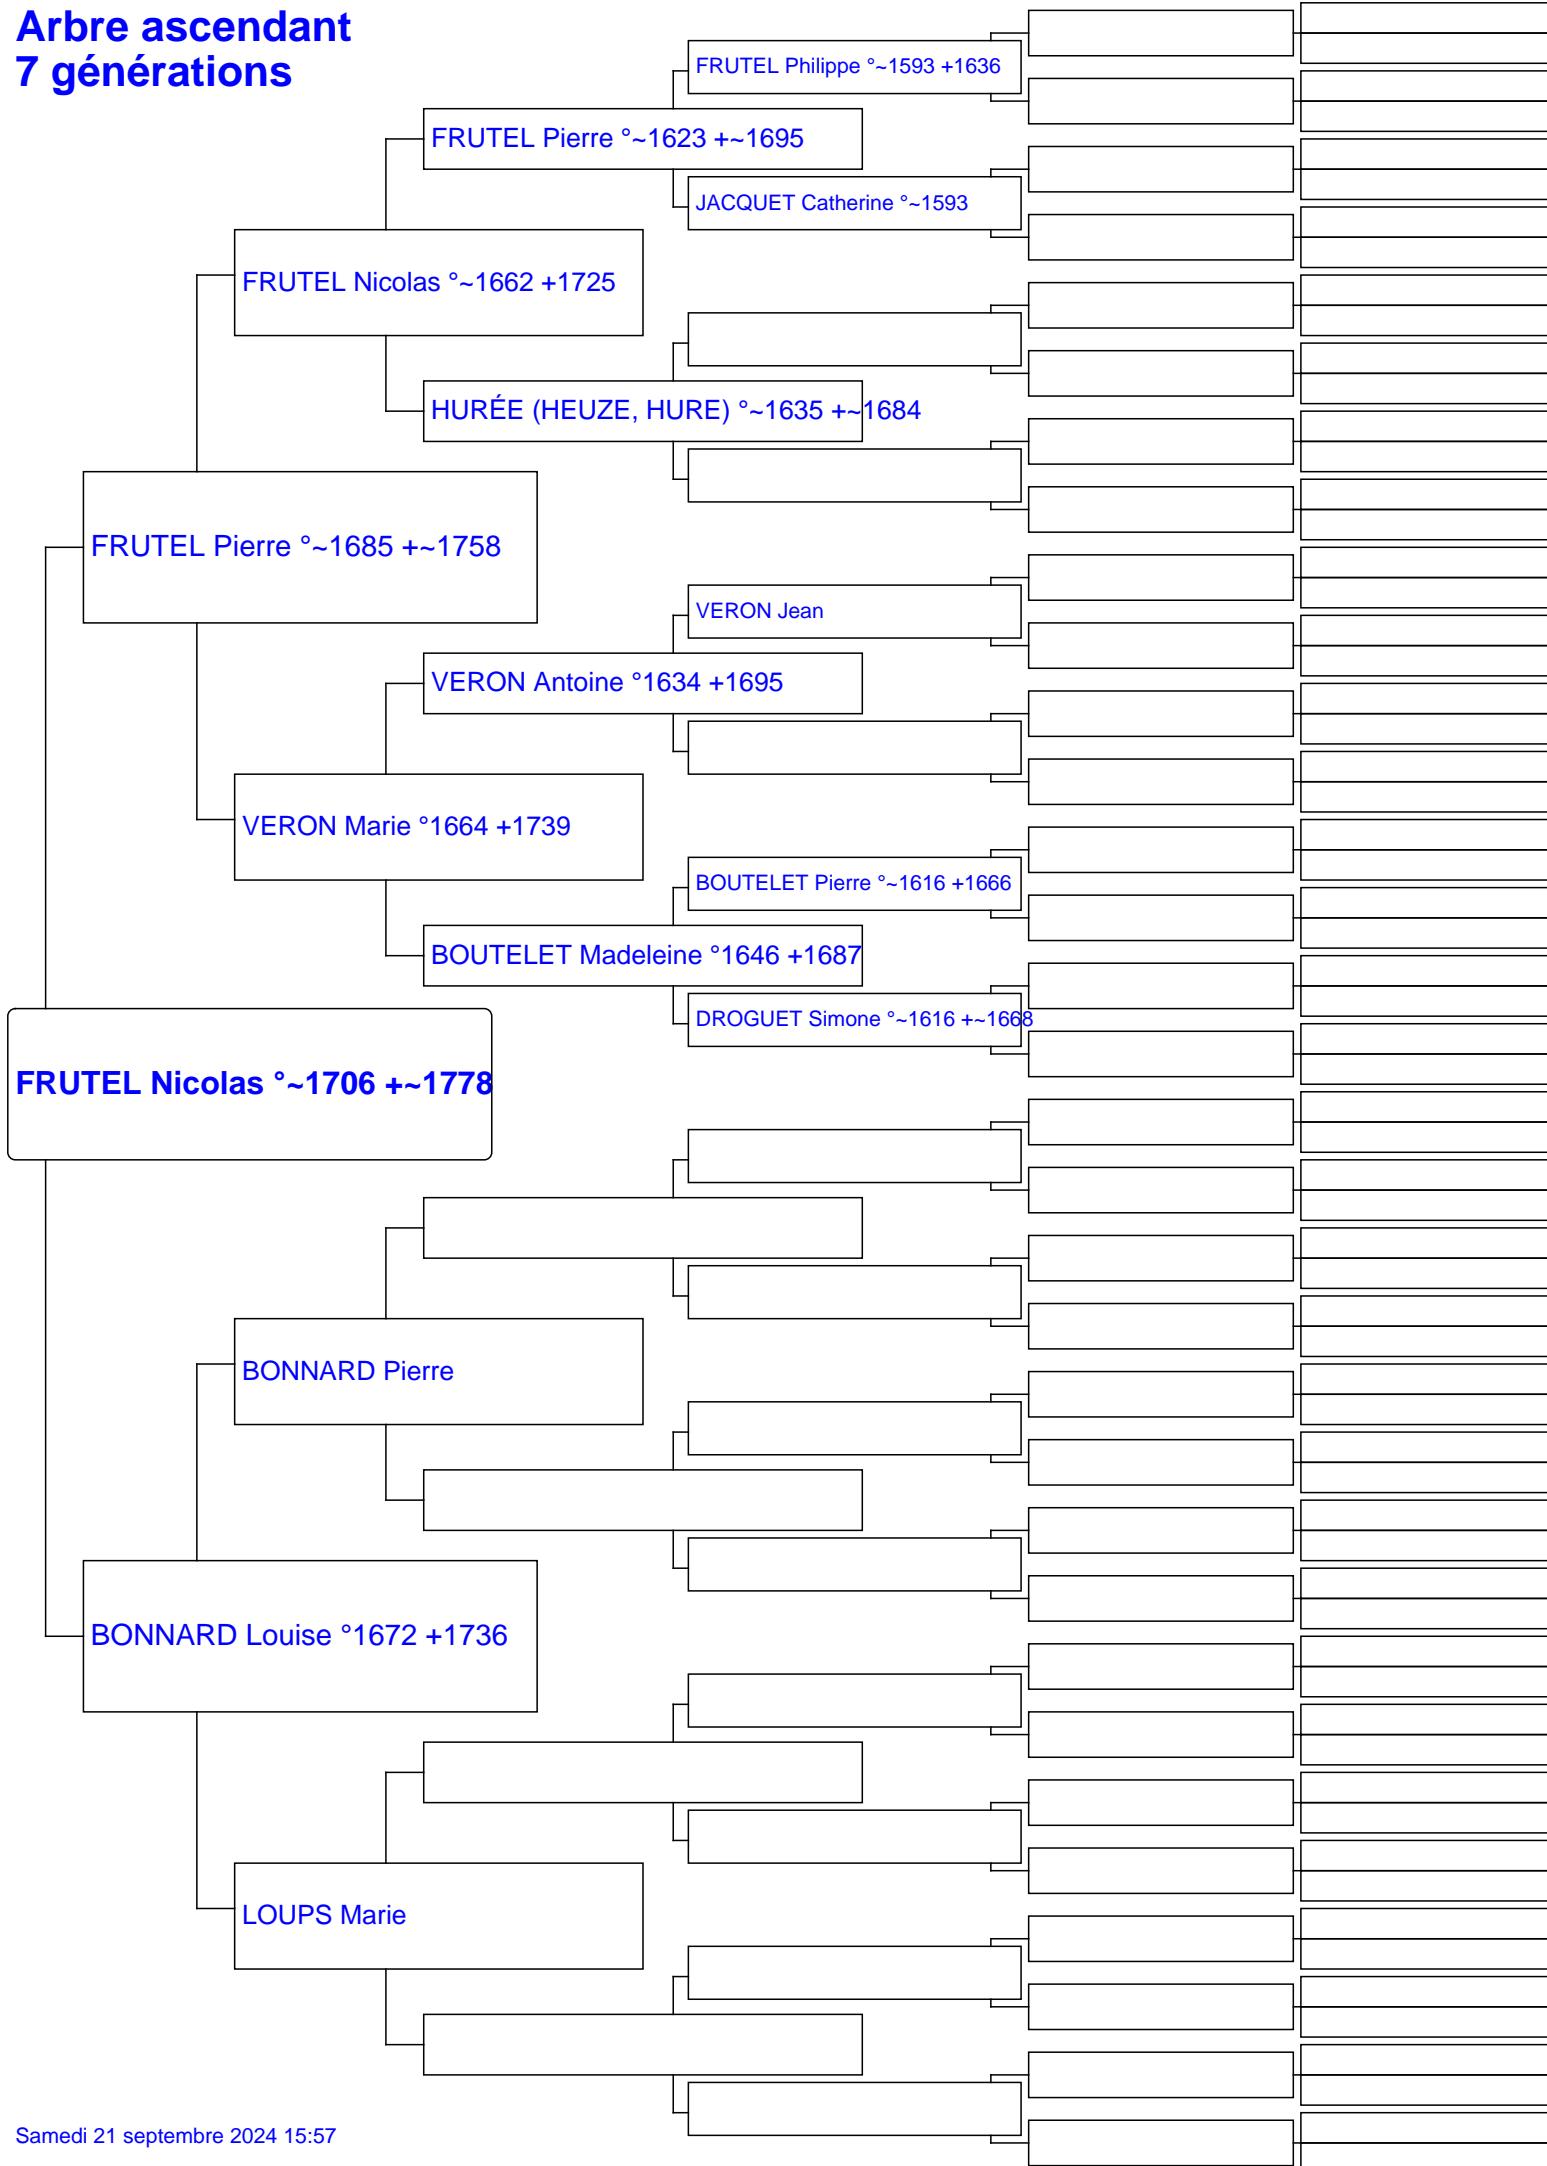 Arbre ascendant
7 générations
FRUTEL Philippe °~1593 +1636
FRUTEL Pierre °~1623 +~1695
JACQUET Catherine °~1593
FRUTEL Nicolas °~1662 +1725
HURÉE (HEUZE, HURE) °~1635 +~1684
FRUTEL Pierre °~1685 +~1758
VERON Jean
VERON Antoine °1634 +1695
VERON Marie °1664 +1739
BOUTELET Pierre °~1616 +1666
BOUTELET Madeleine °1646 +1687
DROGUET Simone °~1616 +~1668
FRUTEL Nicolas °~1706 +~1778
BONNARD Pierre
BONNARD Louise °1672 +1736
LOUPS Marie
Samedi 21 septembre 2024 15:57